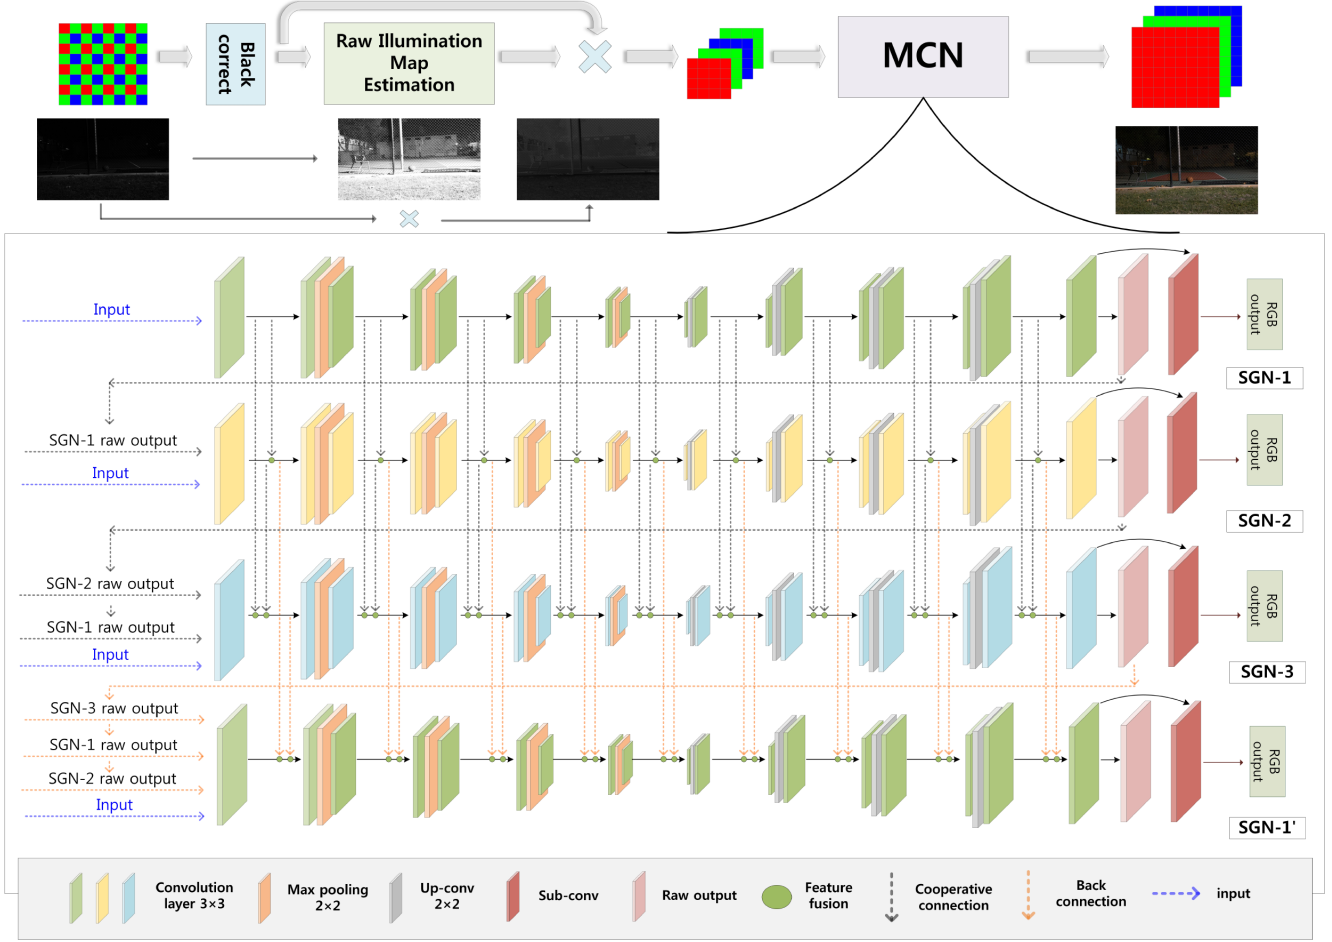 Black
correct
Raw Illumination
Map
Estimation
MCN
Input
RGB
output
SGN-1
SGN-1 raw output
Input
RGB
output
SGN-2
SGN-2 raw output
SGN-1 raw output
Input
RGB
output
SGN-3
SGN-3 raw output
SGN-1 raw output
SGN-2 raw output
Input
RGB
output
SGN-1'
Convolution
layer 3×3
Max pooling
2×2
Up-conv
2×2
Sub-conv
Raw output
Feature
fusion
Cooperative
connection
Back
connection
input